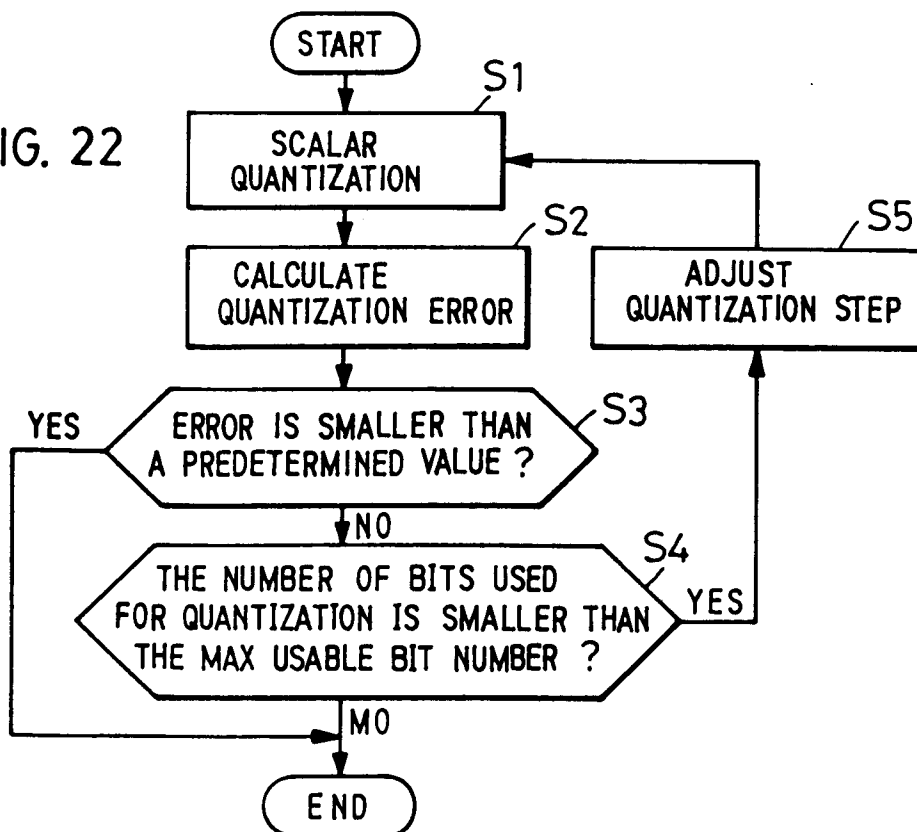 START
IG. 22
S1
SCALAR
QUANTIZATION
S2
CALCULATE
QUANTIZATION ERROR
S5
ADJUST
QUANTIZATION STEP
S3
YES
ERROR IS SMALLER THAN
A PREDETERMINED VALUE ?
NO
S4
THE NUMBER OF BITS USED
FOR QUANTIZATION IS SMALLER THAN
THE MAX USABLE BIT NUMBER ?
YES
MO
END